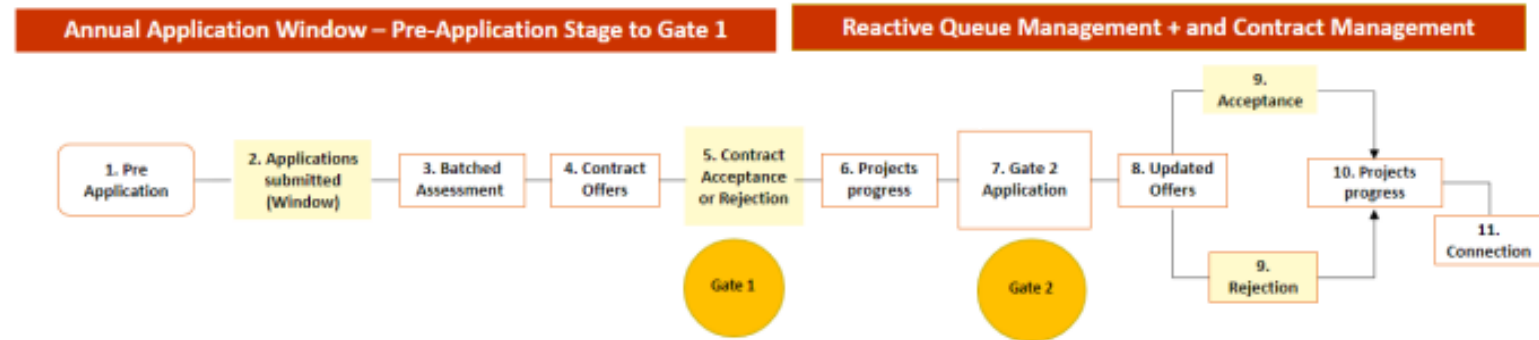 Annual Application Window – Pre-Application Stage to Gate 1
Reactive Queue Management + and Contract Management
1. Pre
Application
2. Applications
submitted
(Window)
3. Batched
Assessment
4. Contract
Offers
5. Contract
Acceptance
or Rejection
Gate 1
6. Projects
progress
7. Gate 2
Application
Gate 2
8. Updated
Offers
9.
Acceptance
9.
Rejection
10. Projects
progress
11.
Connection